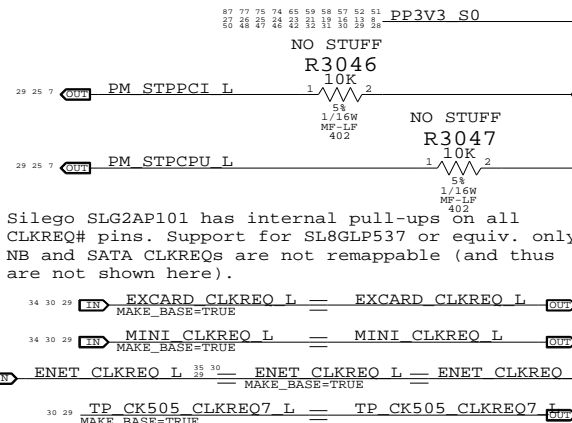 87 77 75 74 65 59 58 57 52 51
27 26 25 24 23 21 19 16 13 8 PP3V3_S0
50 48 47 46 42 32 31 30 29 28
NO STUFF
R3046
10K
29 25 7 OUT PM_STPPCI_L 1 2
5%
1/16W
MF-LF
402
NO STUFF
R3047
10K
29 25 7 OUT PM_STPCPU_L 1 2
5%
1/16W
MF-LF
402
Silego SLG2AP101 has internal pull-ups on all
CLKREQ# pins. Support for SL8GLP537 or equiv. only
NB and SATA CLKREQs are not remappable (and thus
are not shown here).
34 30 29 IN EXCARD_CLKREQ_L EXCARD_CLKREQ_L OUT
MAKE_BASE=TRUE
34 30 29 IN MINI_CLKREQ_L MINI_CLKREQ_L OUT
MAKE_BASE=TRUE
ENET_CLKREQ_L 35 30 29 ENET_CLKREQ_L ENET_CLKREQ
MAKE_BASE=TRUE
30 29 TP_CK505_CLKREQ7_L TP_CK505_CLKREQ7_L OUT
MAKE_BASE=TRUE